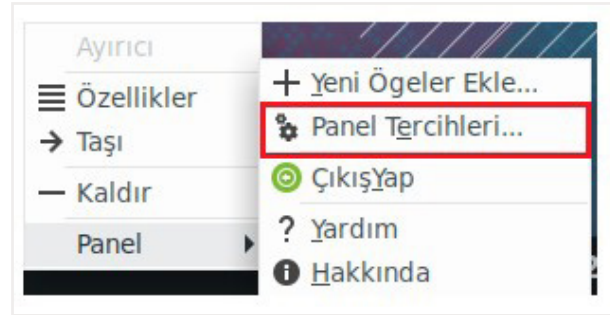 Ayırıcı
Özellikler
Taşı
Kaldır
Panel
Yeni Ögeler Ekle...
Panel Tercihleri...
ÇıkışYap
Yardım
Hakkında